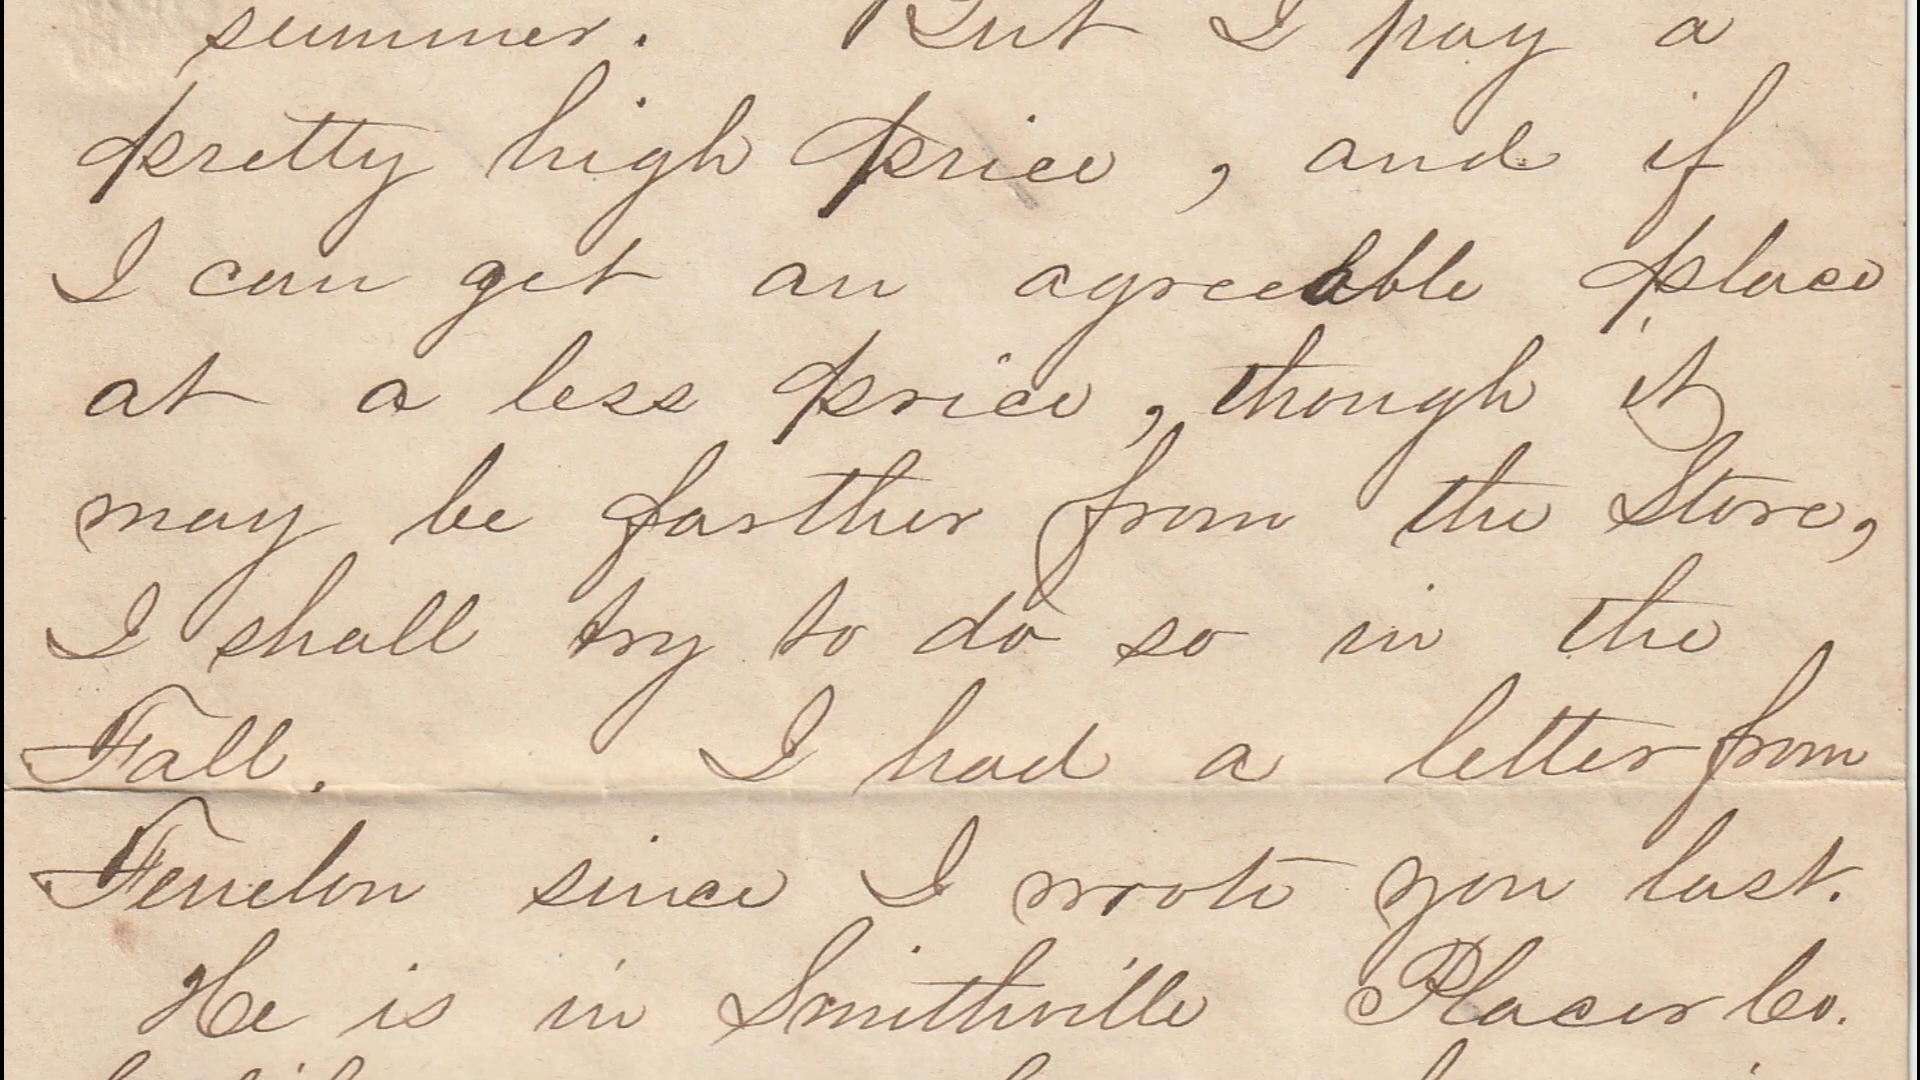 summer. But I pay a
pretty high price, and if
I can get an agreeable place
at a less price, though it
may be farther from the Store,
I shall try to do so in the
Fall. I had a letter from
Fenelon since I wrote you last.
He is in Smithville Placer Co.